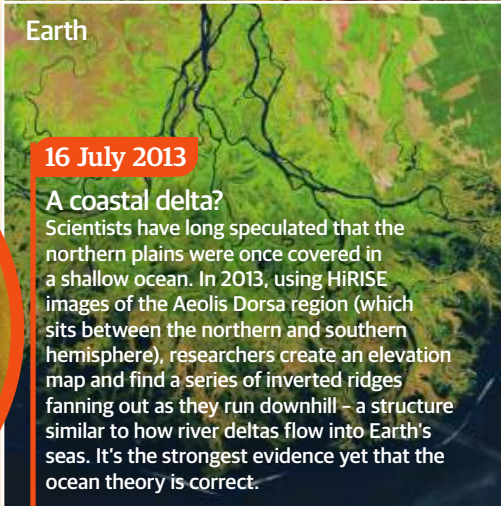 Earth
16 July 2013
A coastal delta?
Scientists have long speculated that the
northern plains were once covered in
a shallow ocean. In 2013, using HiRISE
images of the Aeolis Dorsa region (which
sits between the northern and southern
hemisphere), researchers create an elevation
map and find a series of inverted ridges
fanning out as they run downhill – a structure
similar to how river deltas flow into Earth's
seas. It's the strongest evidence yet that the
ocean theory is correct.